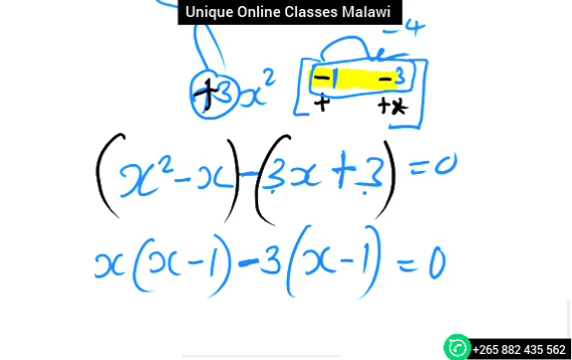 Unique Online Classes Malawi
-4
+3x² [-1 -3]
+ +x
(x²-x)-(3x+3)=0
x(x-1)-3(x-1)=0
+265 882 435 562